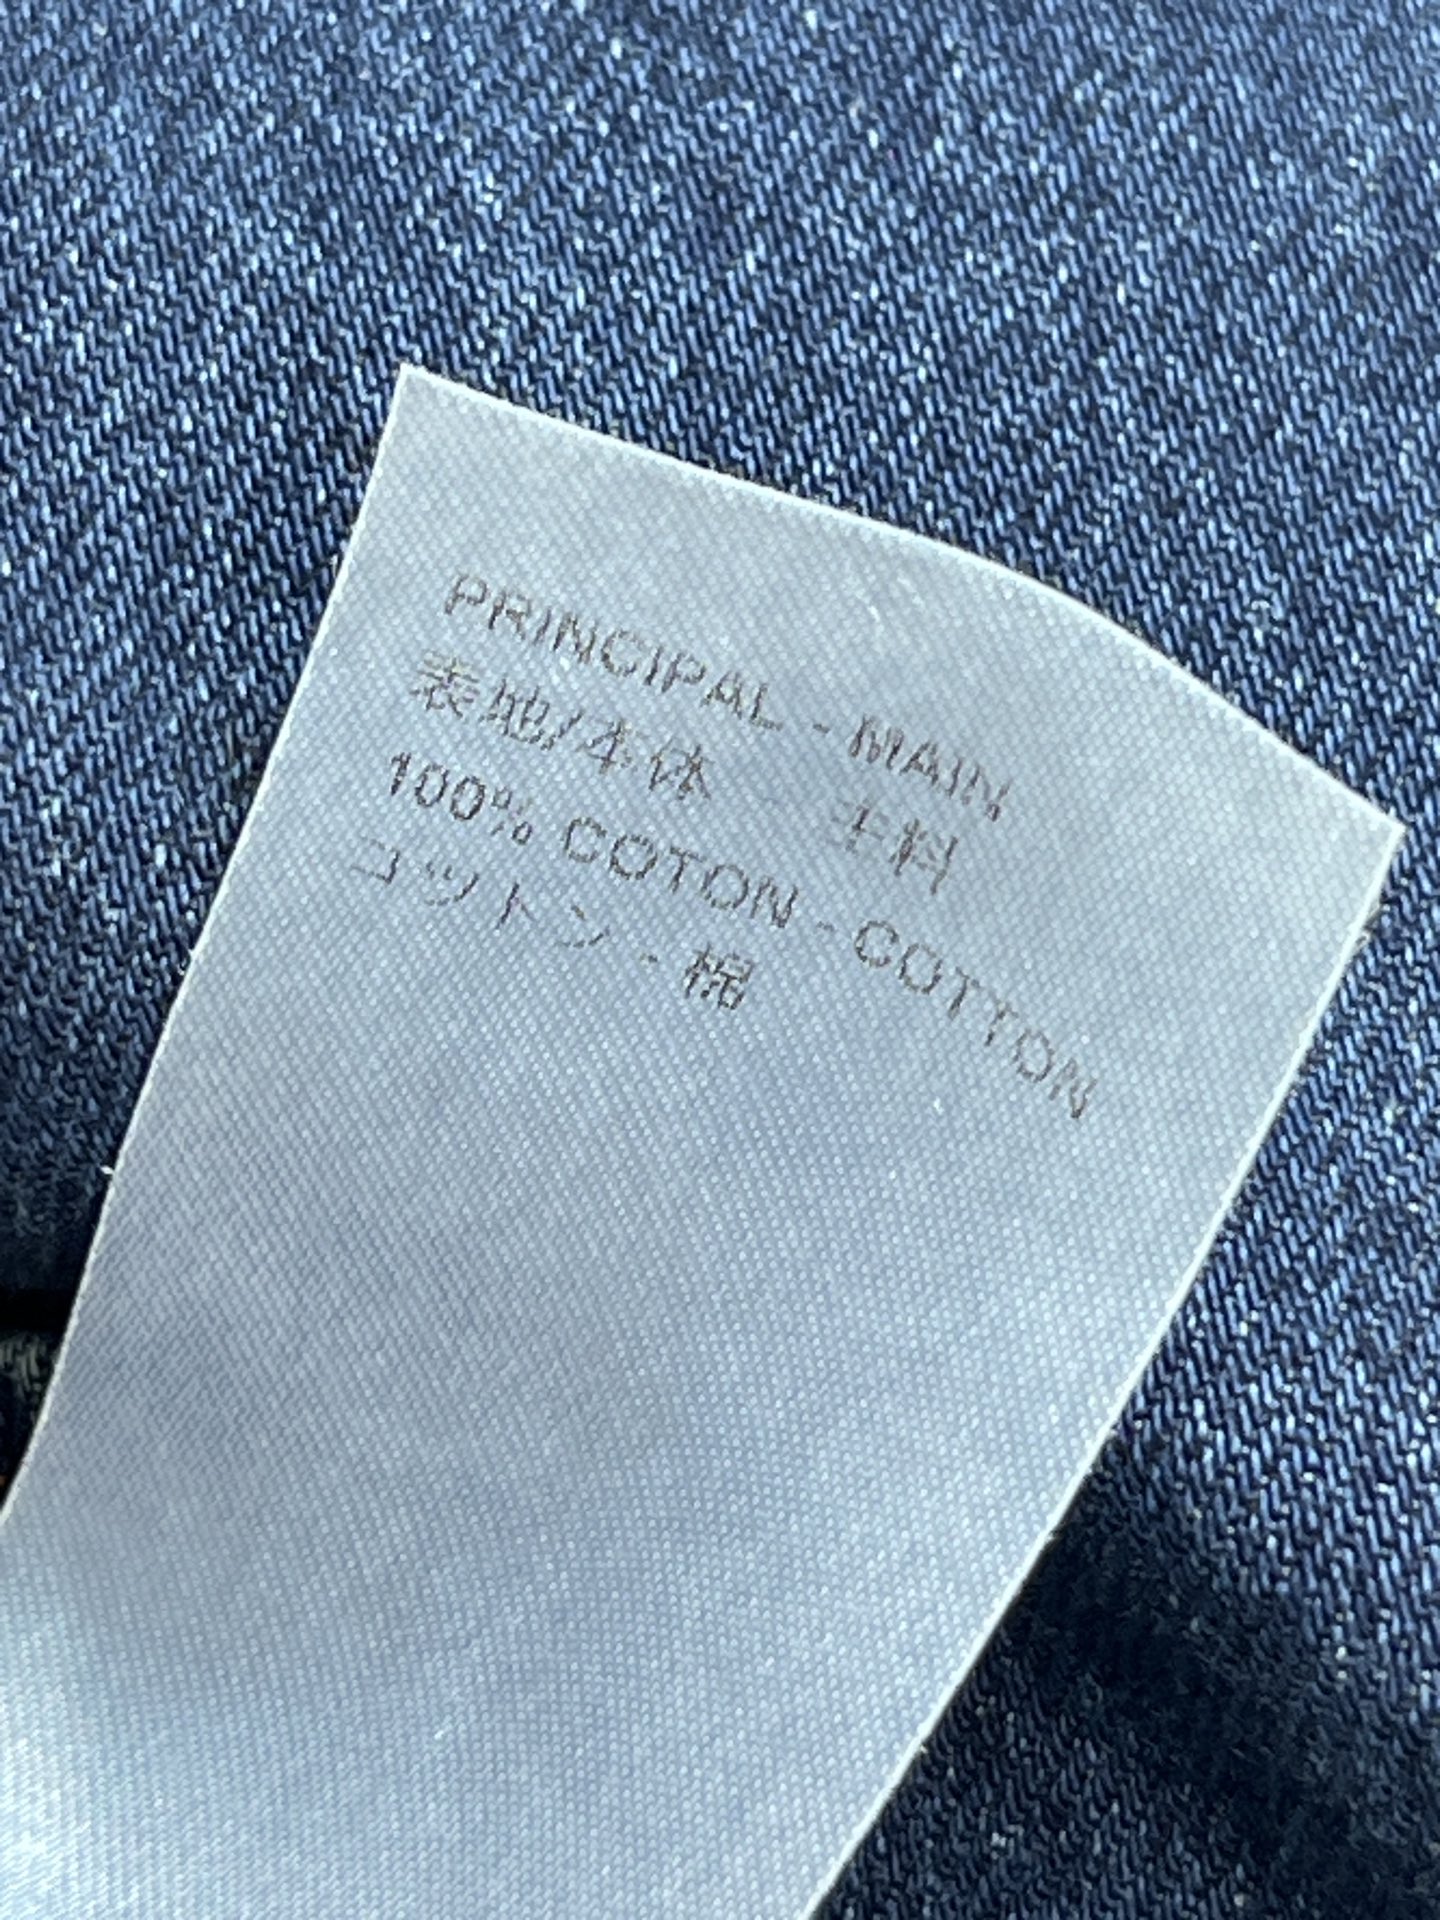 PRINCIPAL - MAIN
表地/本体 - 主料
100% COTON - COTTON
コットン - 棉